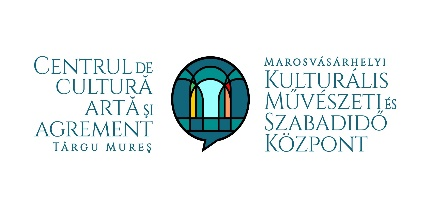 CENTRUL DE
CULTURĂ
ARTĂ ȘI
AGREMENT
TÂRGU MUREȘ
MAROSVÁSÁRHELYI
KULTURÁLIS
MŰVÉSZETI ÉS
SZABADIDŐ
KÖZPONT